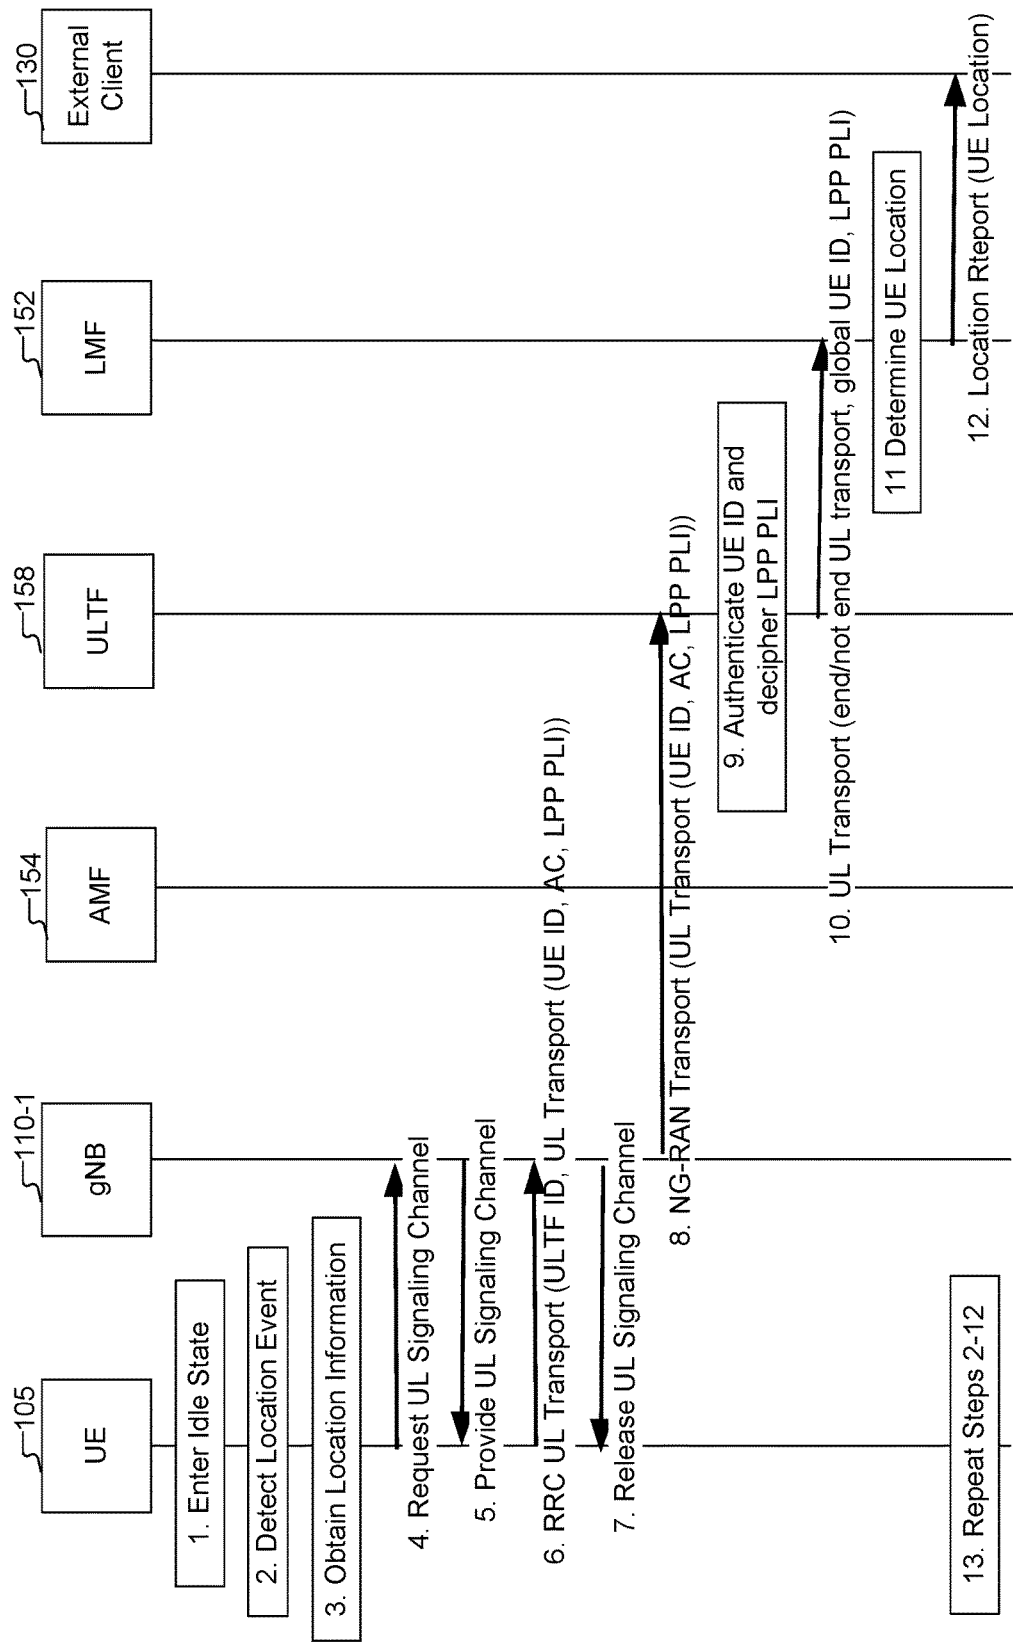 105
UE
110-1
gNB
154
AMF
158
ULTF
152
LMF
130
External
Client
1. Enter Idle State
2. Detect Location Event
3. Obtain Location Information
4. Request UL Signaling Channel
5. Provide UL Signaling Channel
6. RRC UL Transport (ULTF ID, UL Transport (UE ID, AC, LPP PLI))
7. Release UL Signaling Channel
8. NG-RAN Transport (UL Transport (UE ID, AC, LPP PLI))
9. Authenticate UE ID and
decipher LPP PLI
10. UL Transport (end/not end UL transport, global UE ID, LPP PLI)
11 Determine UE Location
12. Location Rteport (UE Location)
13. Repeat Steps 2-12